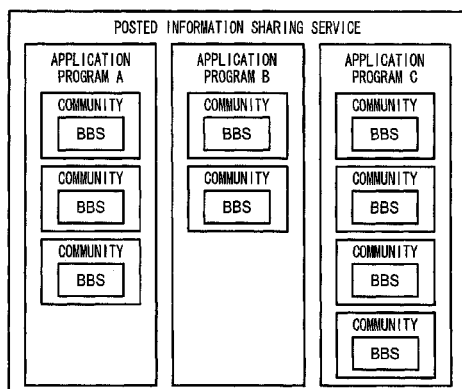 POSTED INFORMATION SHARING SERVICE
APPLICATION
PROGRAM A
COMMUNITY
BBS
COMMUNITY
BBS
COMMUNITY
BBS
APPLICATION
PROGRAM B
COMMUNITY
BBS
COMMUNITY
BBS
APPLICATION
PROGRAM C
COMMUNITY
BBS
COMMUNITY
BBS
COMMUNITY
BBS
COMMUNITY
BBS